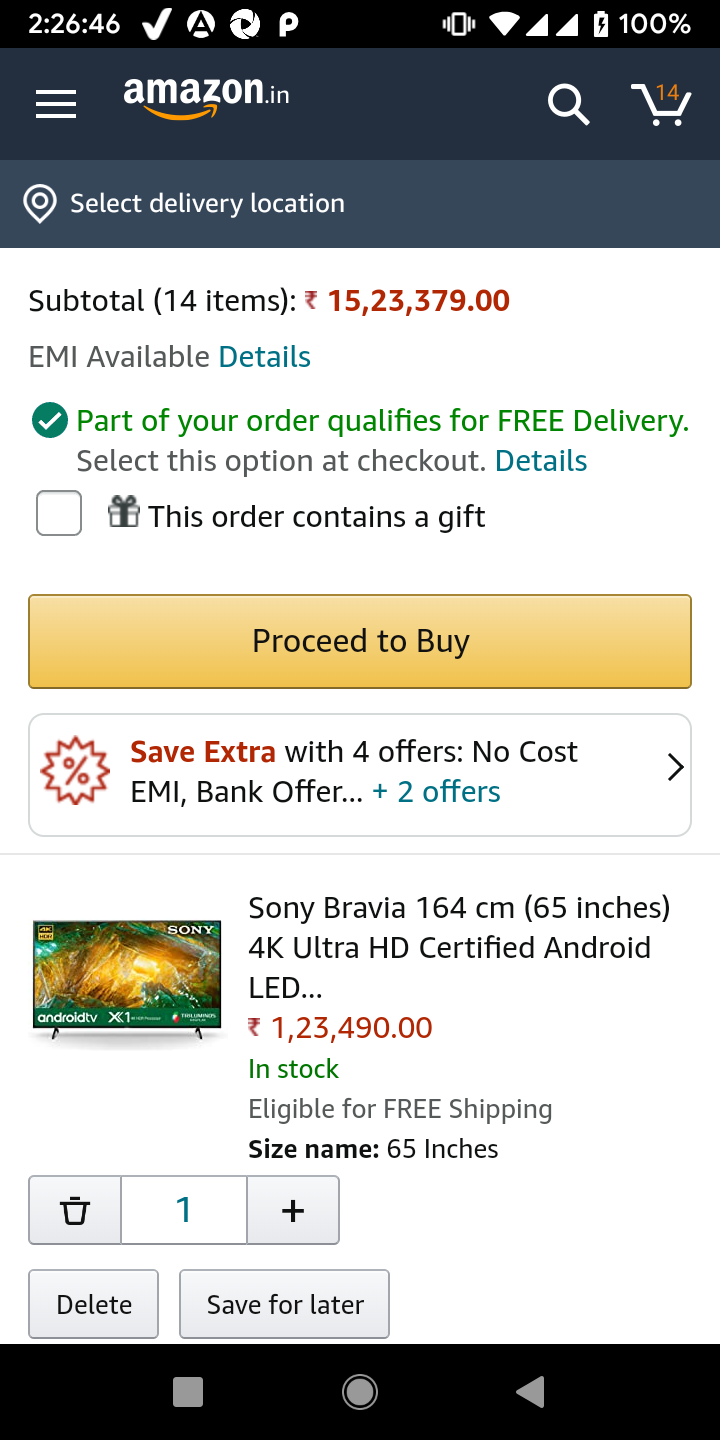 2:26:46 100%
amazon.in 14
Select delivery location
Subtotal (14 items): ₹ 15,23,379.00
EMI Available Details
Part of your order qualifies for FREE Delivery.
Select this option at checkout. Details
This order contains a gift
Proceed to Buy
Save Extra with 4 offers: No Cost
EMI, Bank Offer... + 2 offers
4K
HDR
SONY
androidtv X1 TRILUMINOS
Sony Bravia 164 cm (65 inches)
4K Ultra HD Certified Android
LED...
₹ 1,23,490.00
In stock
Eligible for FREE Shipping
Size name: 65 Inches
1 +
Delete Save for later